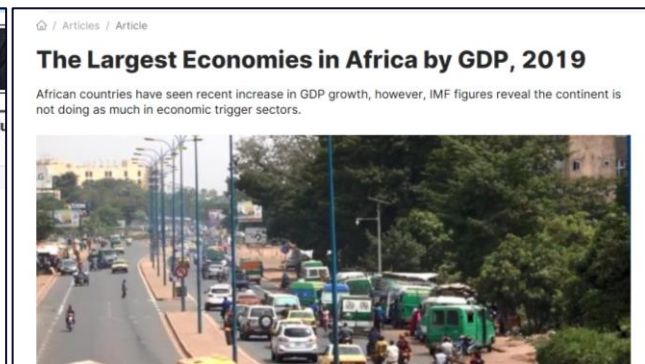 Articles / Article
The Largest Economies in Africa by GDP, 2019
African countries have seen recent increase in GDP growth, however, IMF figures reveal the continent is
not doing as much in economic trigger sectors.